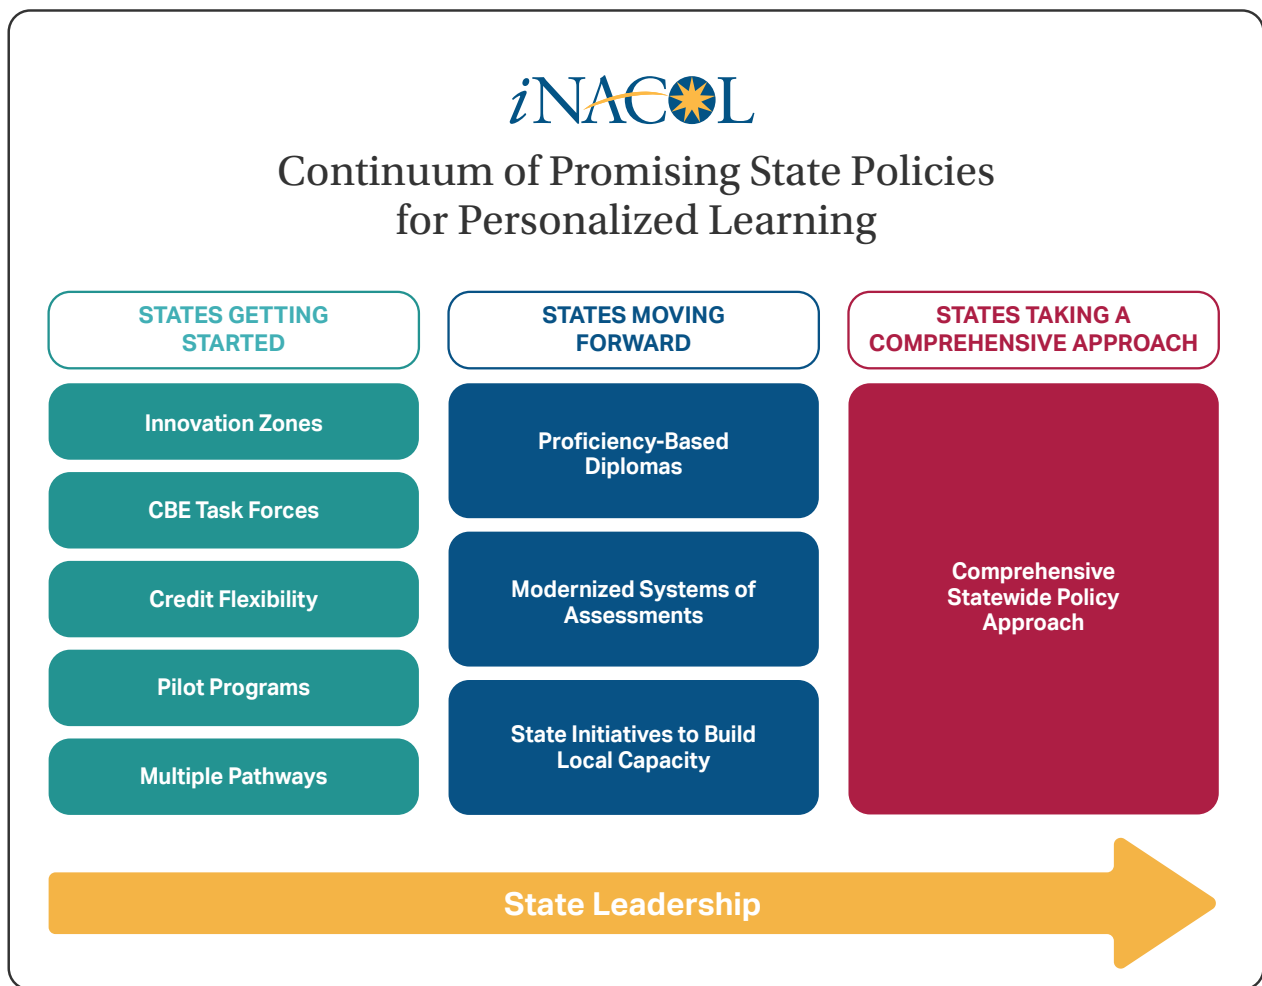 iNACOL
Continuum of Promising State Policies
for Personalized Learning
STATES GETTING
STARTED
Innovation Zones
CBE Task Forces
Credit Flexibility
Pilot Programs
Multiple Pathways
STATES MOVING
FORWARD
Proficiency-Based
Diplomas
Modernized Systems of
Assessments
State Initiatives to Build
Local Capacity
STATES TAKING A
COMPREHENSIVE APPROACH
Comprehensive
Statewide Policy
Approach
State Leadership